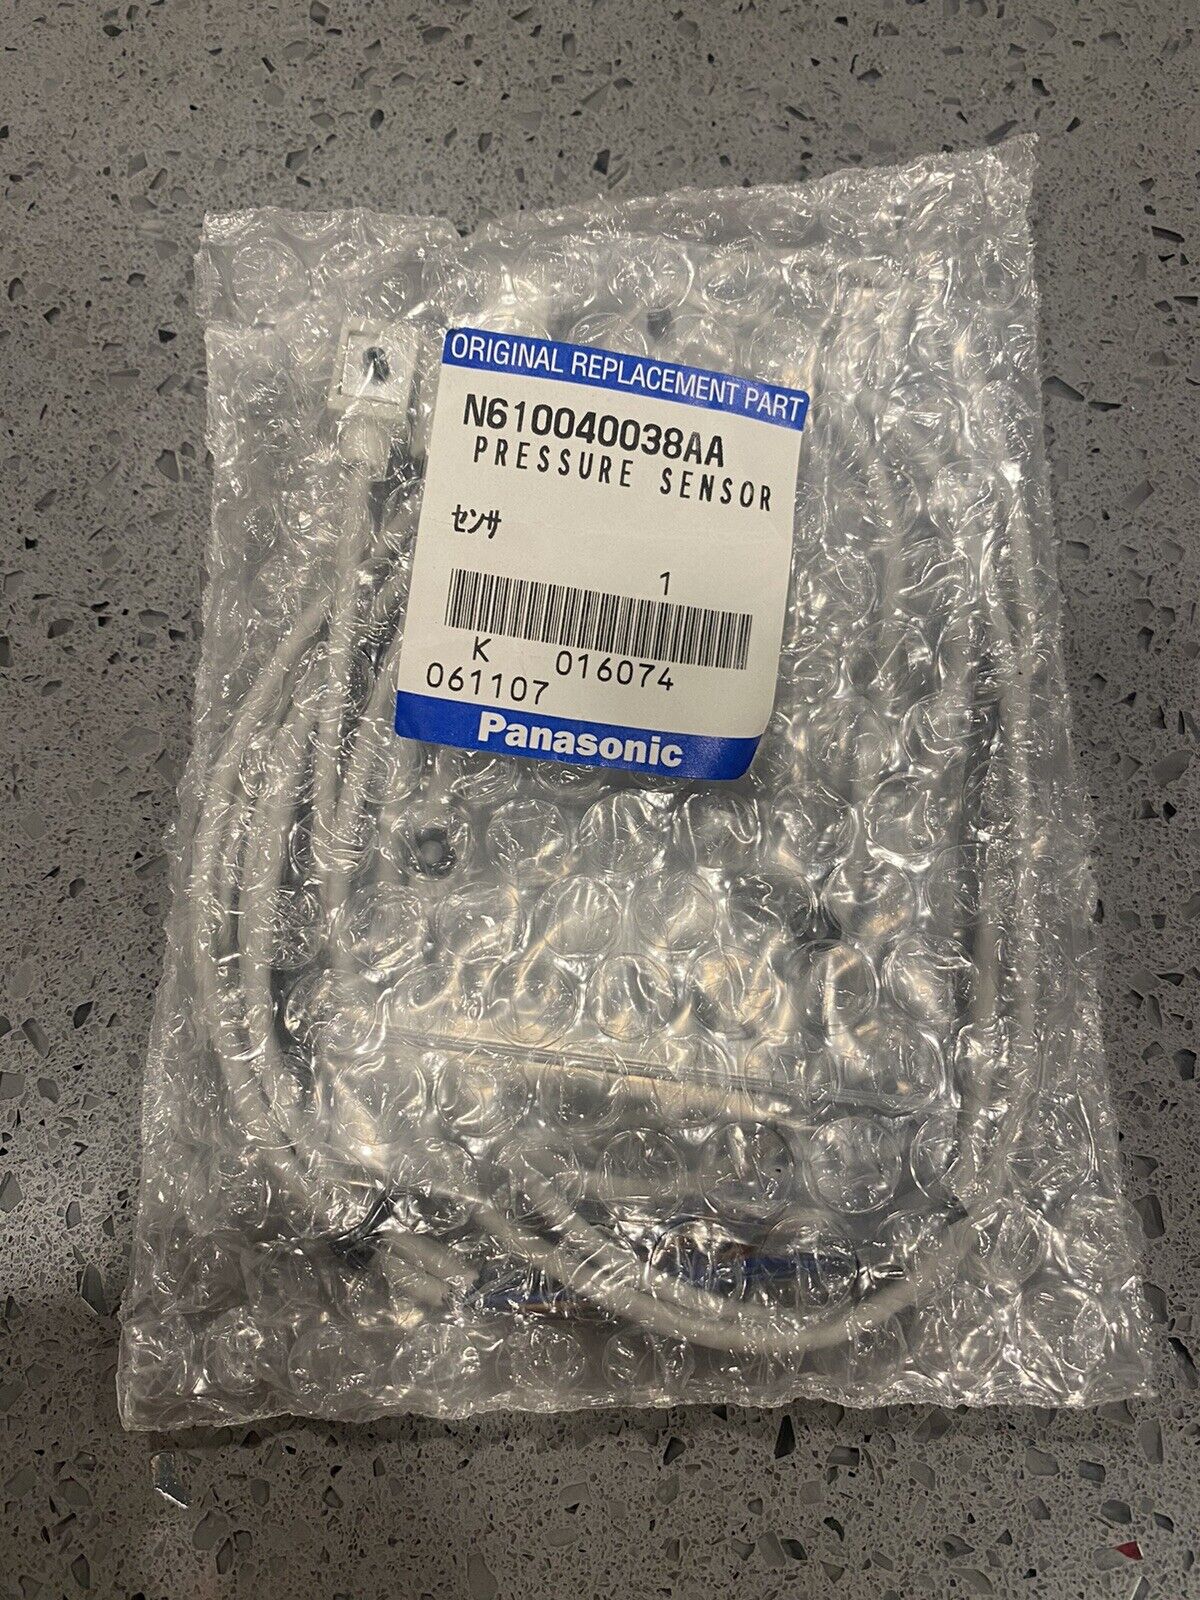 ORIGINAL REPLACEMENT PART
N610040038AA
PRESSURE SENSOR
センサ
1
K 016074
061107
Panasonic